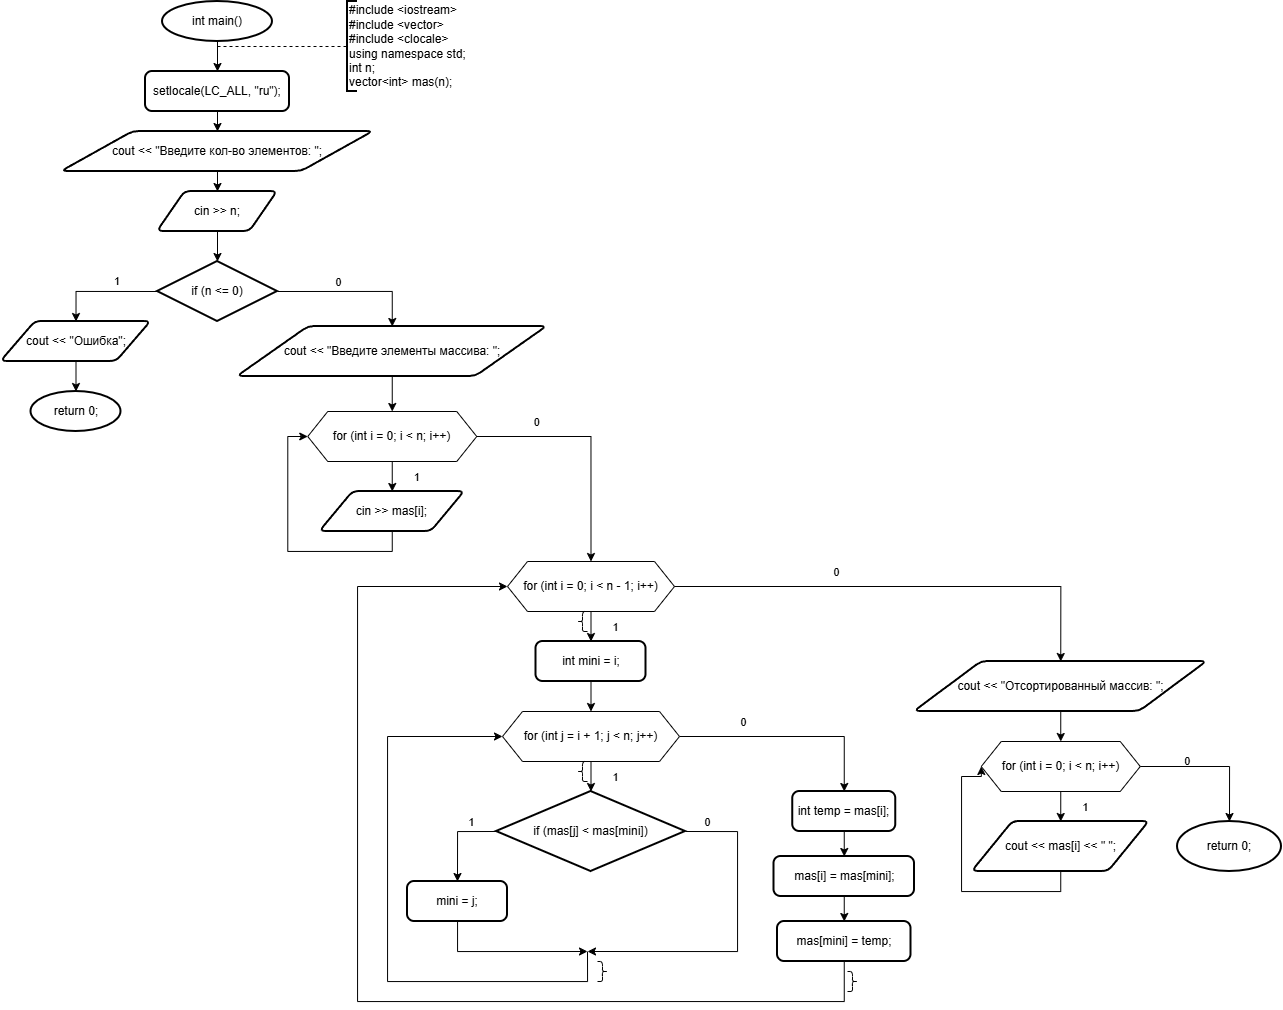 int main()
#include <iostream>
#include <vector>
#include <clocale>
using namespace std;
int n;
vector<int> mas(n);
setlocale(LC_ALL, "ru");
cout << "Введите кол-во элементов: ";
cin >> n;
if (n <= 0)
1
0
cout << "Ошибка";
return 0;
cout << "Введите элементы массива: ";
for (int i = 0; i < n; i++)
0
1
cin >> mas[i];
for (int i = 0; i < n - 1; i++)
0
{
1
int mini = i;
for (int j = i + 1; j < n; j++)
0
{
1
if (mas[j] < mas[mini])
1
0
mini = j;
}
int temp = mas[i];
mas[i] = mas[mini];
mas[mini] = temp;
}
cout << "Отсортированный массив: ";
for (int i = 0; i < n; i++)
0
1
cout << mas[i] << " ";
return 0;